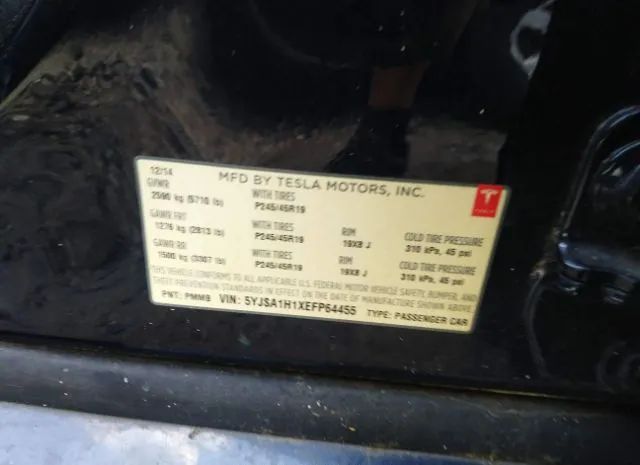 12/14
MFD BY TESLA MOTORS, INC.
GVWR
2590 kg (5710 lb)
WITH TIRES
P245/45R19
GAWR FRT
1276 kg (2813 lb)
WITH TIRES
P245/45R19
RIM
19X8 J
COLD TIRE PRESSURE
310 kPa, 45 psi
GAWR RR
1500 kg (3307 lb)
WITH TIRES
P245/45R19
RIM
19X8 J
COLD TIRE PRESSURE
310 kPa, 45 psi
THIS VEHICLE CONFORMS TO ALL APPLICABLE U.S. FEDERAL MOTOR VEHICLE SAFETY, BUMPER, AND
THEFT PREVENTION STANDARDS IN EFFECT ON THE DATE OF MANUFACTURE SHOWN ABOVE.
PNT: PMMB VIN: 5YJSA1H1XEFP64455 TYPE: PASSENGER CAR
TESLA